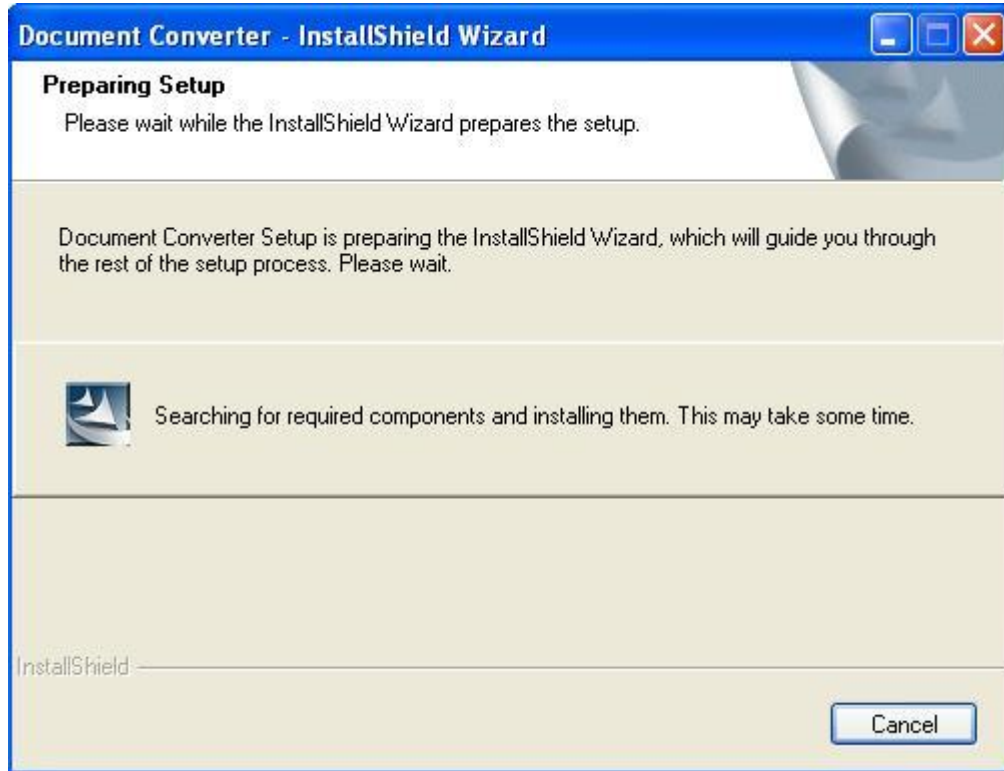 Document Converter - InstallShield Wizard
Preparing Setup
Please wait while the InstallShield Wizard prepares the setup.
Document Converter Setup is preparing the InstallShield Wizard, which will guide you through
the rest of the setup process. Please wait.
Searching for required components and installing them. This may take some time.
InstallShield
Cancel